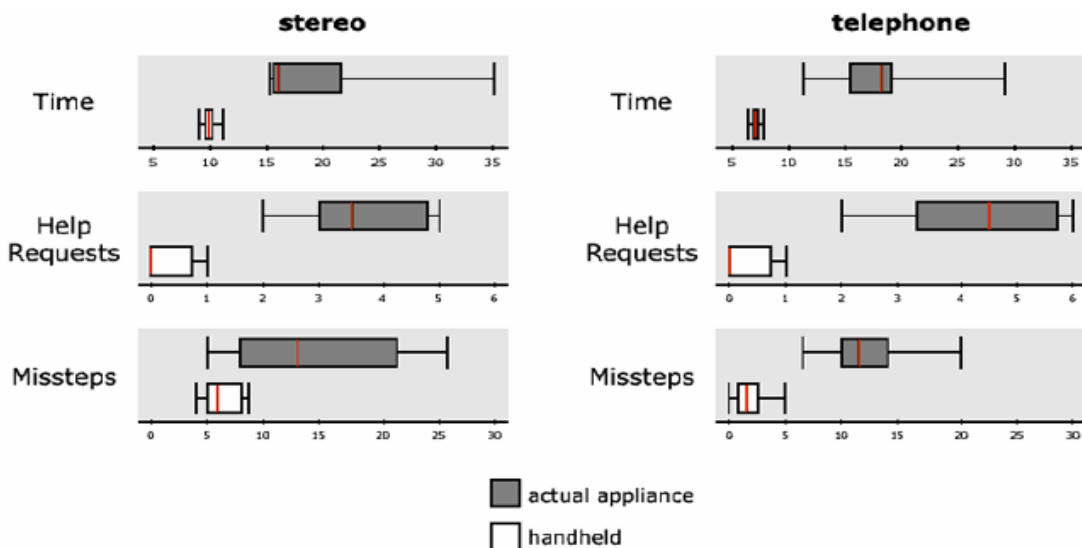 stereo
telephone
Time
5 10 15 20 25 30 35
Time
5 10 15 20 25 30 35
Help
Requests
0 1 2 3 4 5 6
Help
Requests
0 1 2 3 4 5 6
Missteps
0 5 10 15 20 25 30
Missteps
0 5 10 15 20 25 30
actual appliance
handheld